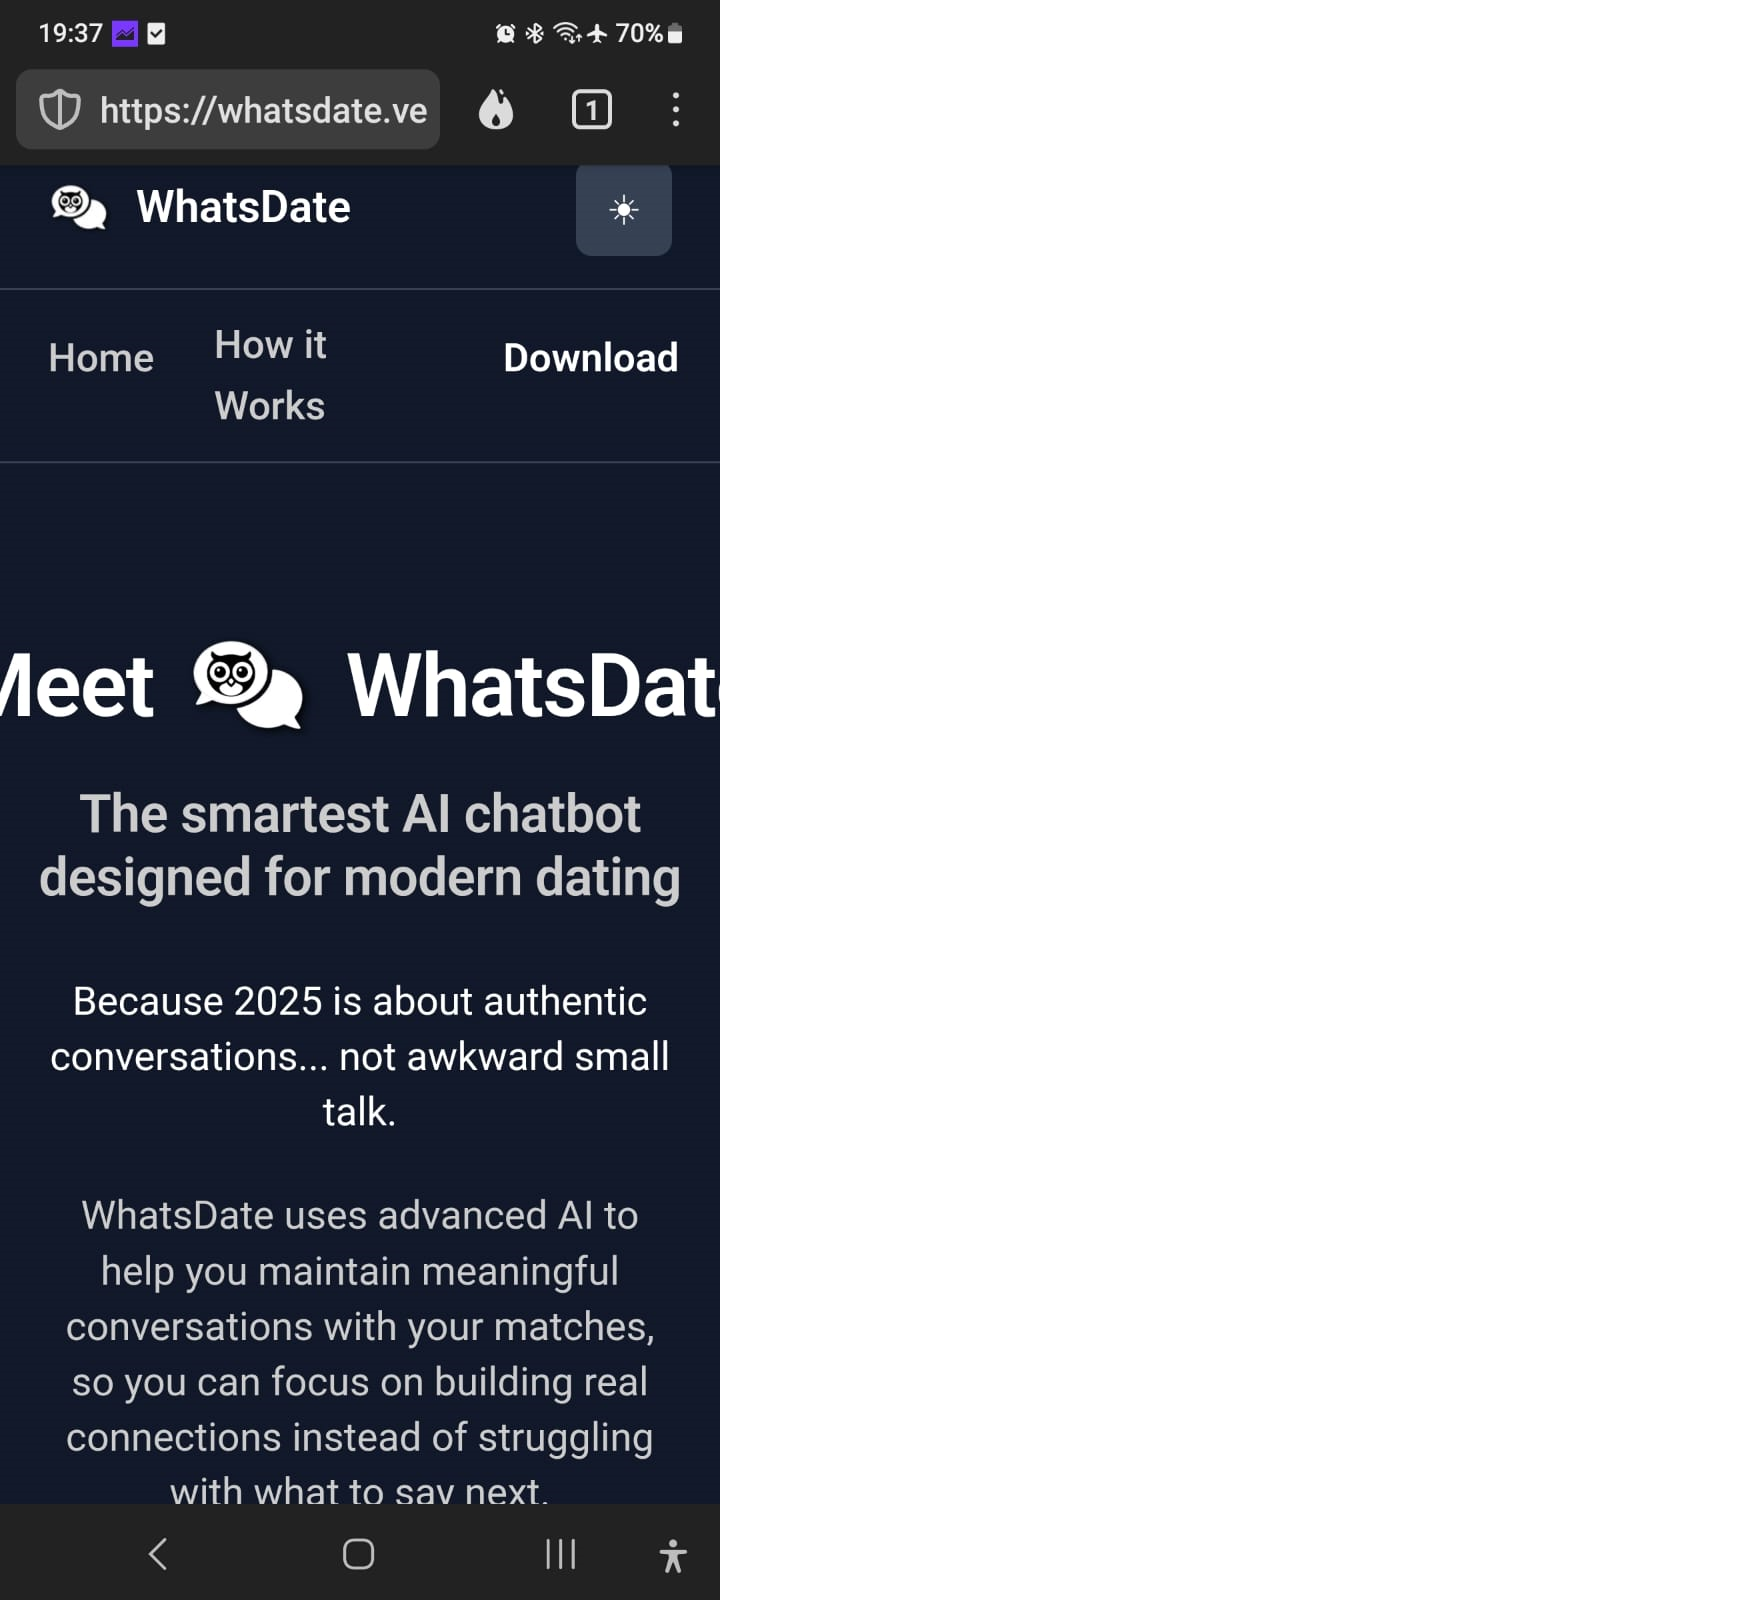 19:37 70%
https://whatsdate.ve 1
WhatsDate
Home How it Works Download
Meet WhatsDate
The smartest AI chatbot
designed for modern dating
Because 2025 is about authentic
conversations... not awkward small
talk.
WhatsDate uses advanced AI to
help you maintain meaningful
conversations with your matches,
so you can focus on building real
connections instead of struggling
with what to say next.